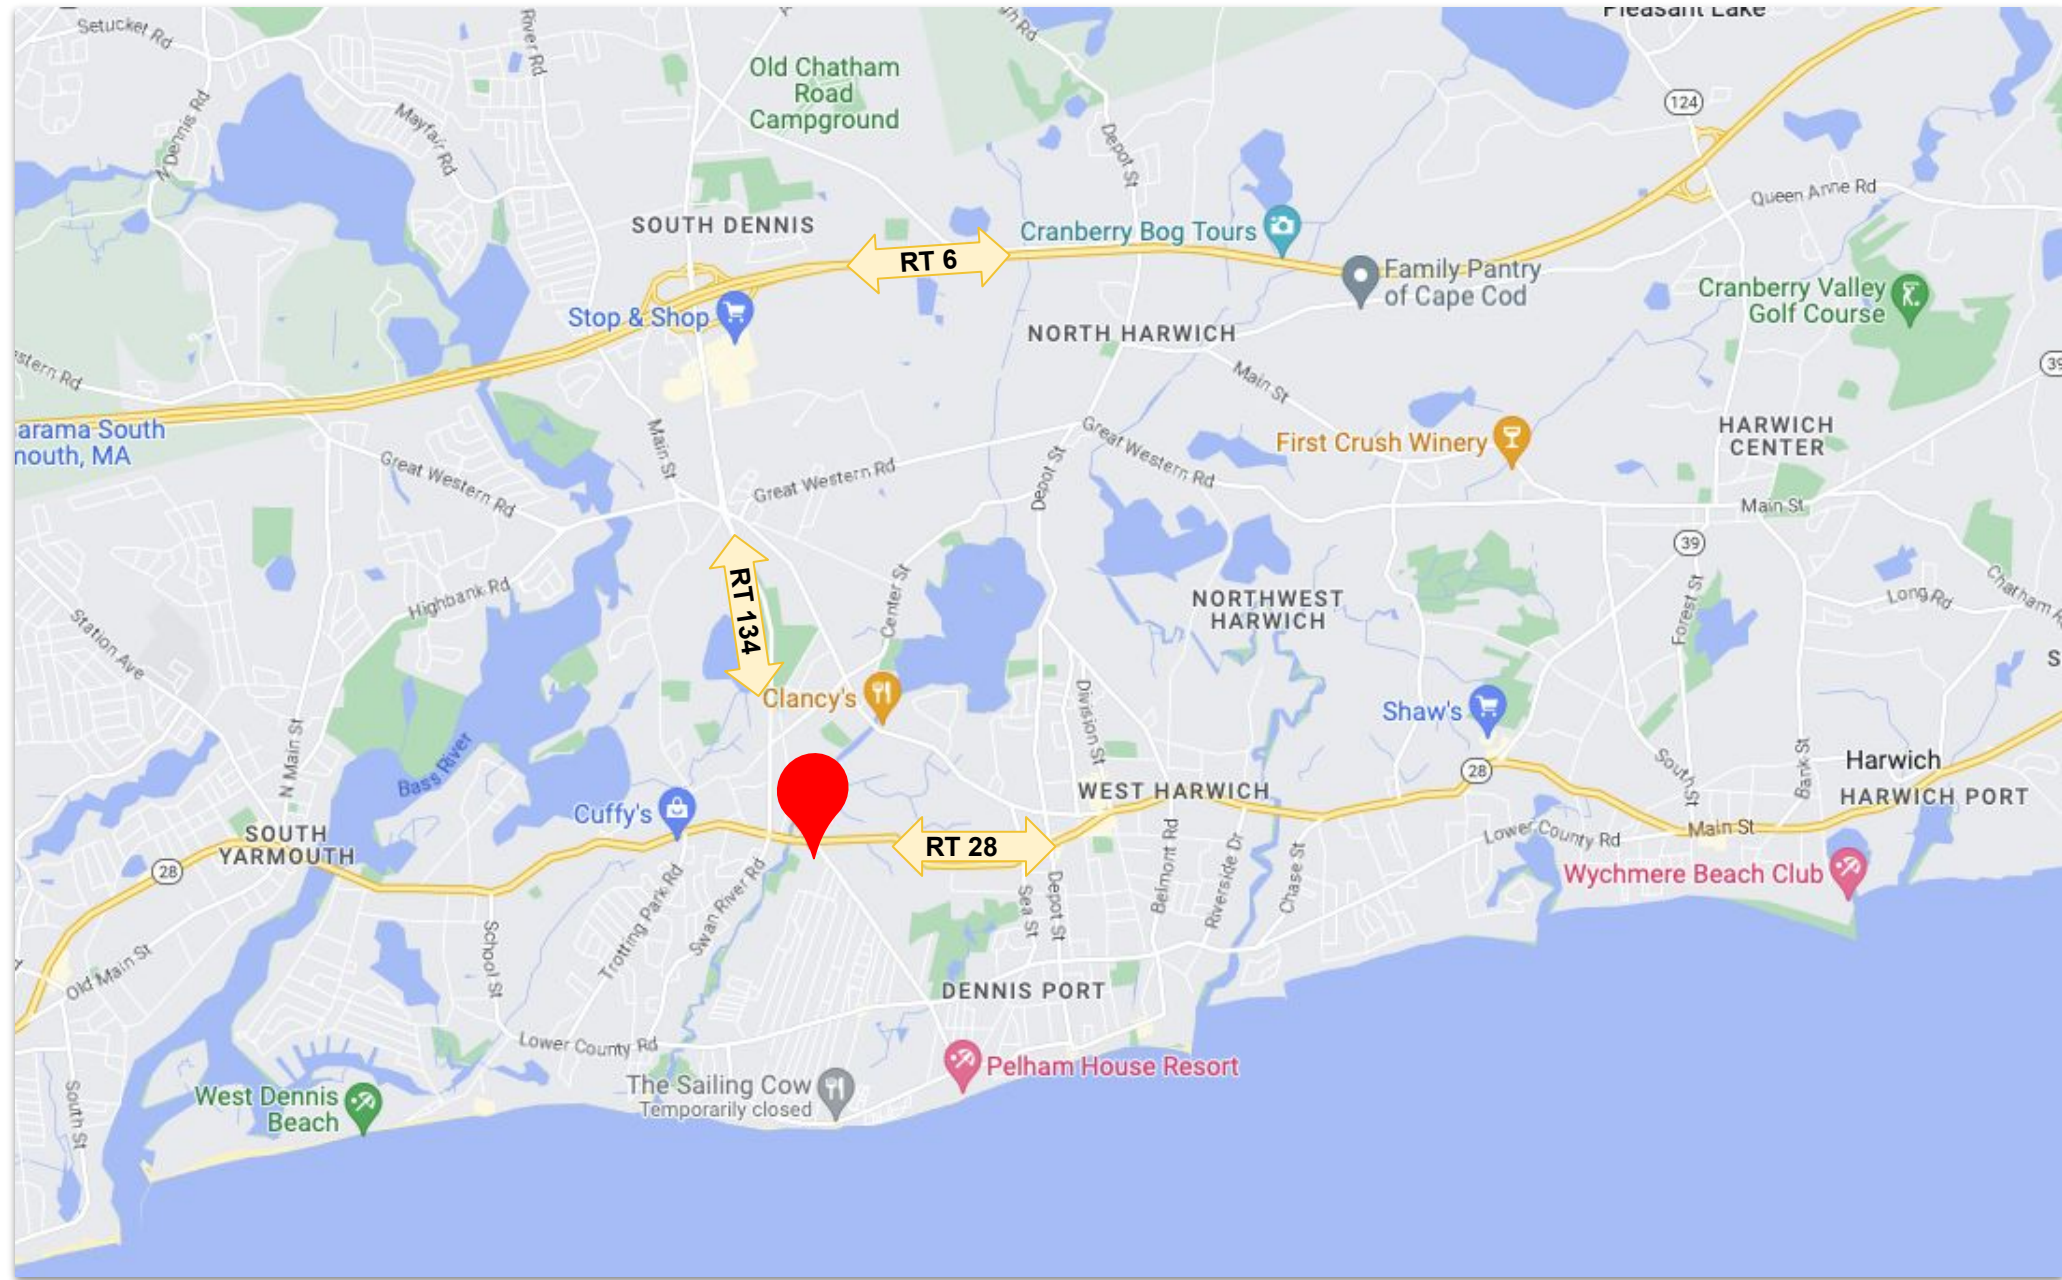 Setucket Rd
River Rd
gh Rd
Pleasant Lake
N Dennis Rd
Mayfair Rd
Old Chatham
Road
Campground
Depot St
124
Queen Anne Rd
SOUTH DENNIS
Cranberry Bog Tours
RT 6
Family Pantry
of Cape Cod
Cranberry Valley
Golf Course
Stop & Shop
NORTH HARWICH
stern Rd
Main St
39
arama South
nouth, MA
Main St
Great Western Rd
Great Western Rd
Great Western Rd
Depot St
First Crush Winery
HARWICH
CENTER
Main St
39
RT 134
Highbank Rd
Center St
NORTHWEST
HARWICH
Forest St
Long Rd
Chatham R
Station Ave
S
Clancy's
Division St
Shaw's
N Main St
Bass River
South St
Bank St
Harwich
HARWICH PORT
28
WEST HARWICH
Cuffy's
SOUTH
YARMOUTH
28
RT 28
Lower County Rd
Main St
Trotting Park Rd
Swan River Rd
Sea St
Depot St
Belmont Rd
Riverside Dr
Chase St
Wychmere Beach Club
School St
Old Main St
DENNIS PORT
Lower County Rd
Pelham House Resort
The Sailing Cow
Temporarily closed
West Dennis
Beach
South St